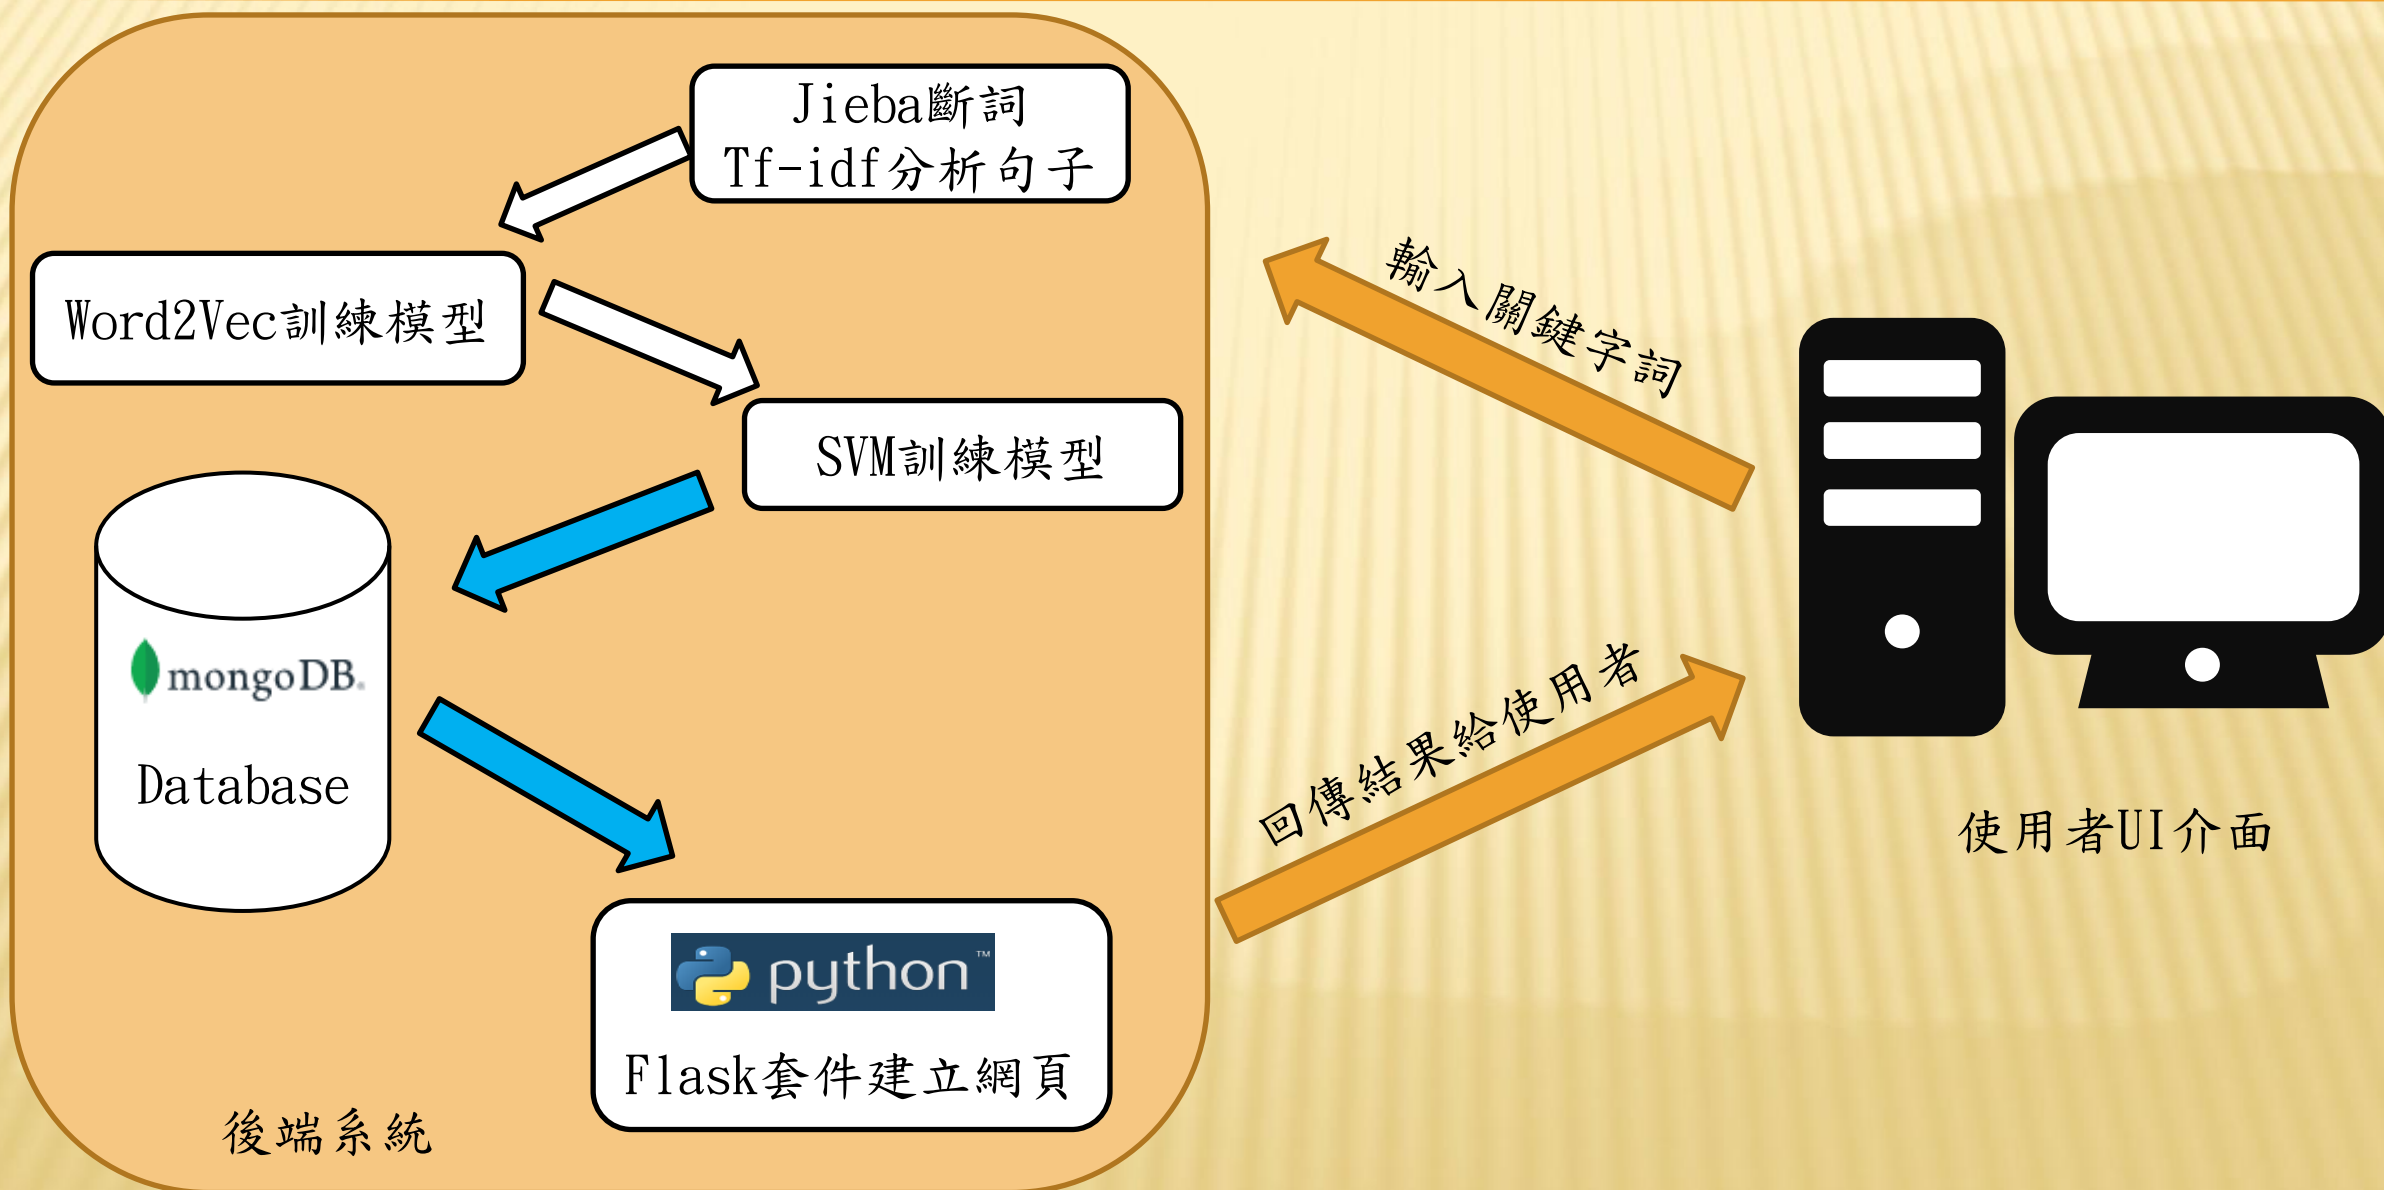 Jieba斷詞
Tf-idf分析句子
Word2Vec訓練模型
SVM訓練模型
mongoDB®
Database
python™
Flask套件建立網頁
後端系統
輸入關鍵字詞
回傳結果給使用者
使用者UI介面